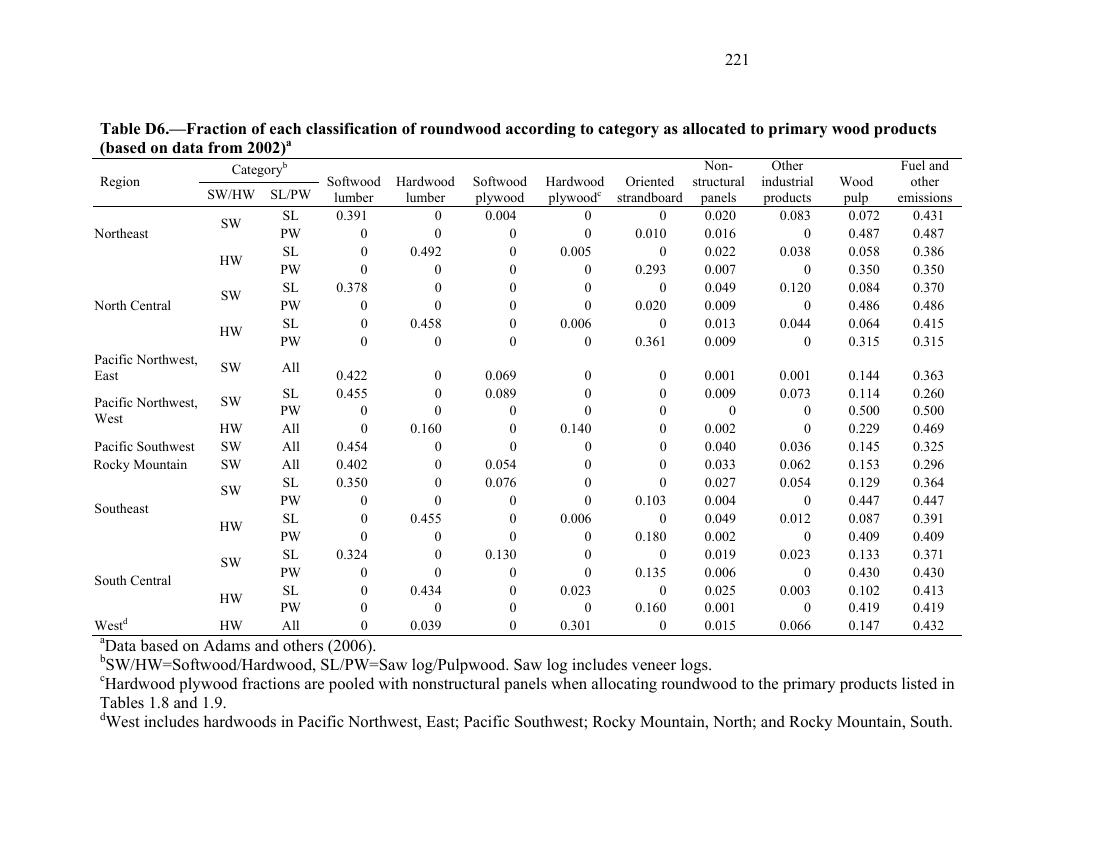 221
Table D6.—Fraction of each classification of roundwood according to category as allocated to primary wood products
(based on data from 2002)a
Region Categoryb Softwood lumber Hardwood lumber Softwood plywood Hardwood plywoodc Oriented strandboard Non-structural panels Other industrial products Wood pulp Fuel and other emissions
SW/HW SL/PW
Northeast SW SL 0.391 0 0.004 0 0 0.020 0.083 0.072 0.431
PW 0 0 0 0 0.010 0.016 0 0.487 0.487
HW SL 0 0.492 0 0.005 0 0.022 0.038 0.058 0.386
PW 0 0 0 0 0.293 0.007 0 0.350 0.350
North Central SW SL 0.378 0 0 0 0 0.049 0.120 0.084 0.370
PW 0 0 0 0 0.020 0.009 0 0.486 0.486
HW SL 0 0.458 0 0.006 0 0.013 0.044 0.064 0.415
PW 0 0 0 0 0.361 0.009 0 0.315 0.315
Pacific Northwest, East SW All 0.422 0 0.069 0 0 0.001 0.001 0.144 0.363
Pacific Northwest, West SW SL 0.455 0 0.089 0 0 0.009 0.073 0.114 0.260
PW 0 0 0 0 0 0 0 0.500 0.500
HW All 0 0.160 0 0.140 0 0.002 0 0.229 0.469
Pacific Southwest SW All 0.454 0 0 0 0 0.040 0.036 0.145 0.325
Rocky Mountain SW All 0.402 0 0.054 0 0 0.033 0.062 0.153 0.296
Southeast SW SL 0.350 0 0.076 0 0 0.027 0.054 0.129 0.364
PW 0 0 0 0 0.103 0.004 0 0.447 0.447
HW SL 0 0.455 0 0.006 0 0.049 0.012 0.087 0.391
PW 0 0 0 0 0.180 0.002 0 0.409 0.409
South Central SW SL 0.324 0 0.130 0 0 0.019 0.023 0.133 0.371
PW 0 0 0 0 0.135 0.006 0 0.430 0.430
HW SL 0 0.434 0 0.023 0 0.025 0.003 0.102 0.413
PW 0 0 0 0 0.160 0.001 0 0.419 0.419
Westd HW All 0 0.039 0 0.301 0 0.015 0.066 0.147 0.432
aData based on Adams and others (2006).
bSW/HW=Softwood/Hardwood, SL/PW=Saw log/Pulpwood. Saw log includes veneer logs.
cHardwood plywood fractions are pooled with nonstructural panels when allocating roundwood to the primary products listed in
Tables 1.8 and 1.9.
dWest includes hardwoods in Pacific Northwest, East; Pacific Southwest; Rocky Mountain, North; and Rocky Mountain, South.